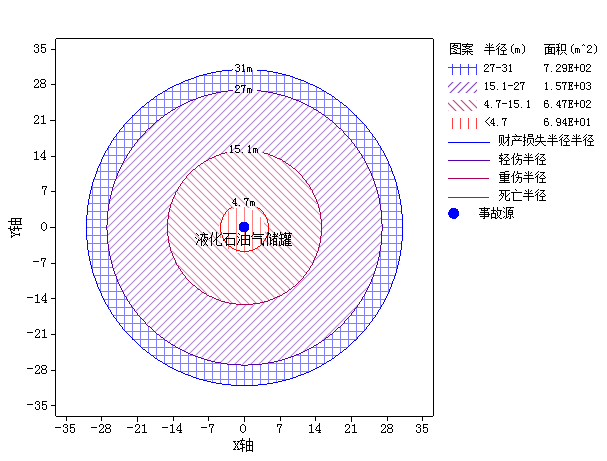 图案 半径(m) 面积(m^2)
27-31 7.29E+02
15.1-27 1.57E+03
4.7-15.1 6.47E+02
<4.7 6.94E+01
财产损失半径半径
轻伤半径
重伤半径
死亡半径
事故源
31m
27m
15.1m
4.7m
液化石油气储罐
Y轴
35
28
21
14
7
0
-7
-14
-21
-28
-35
-35 -28 -21 -14 -7 0 7 14 21 28 35
X轴